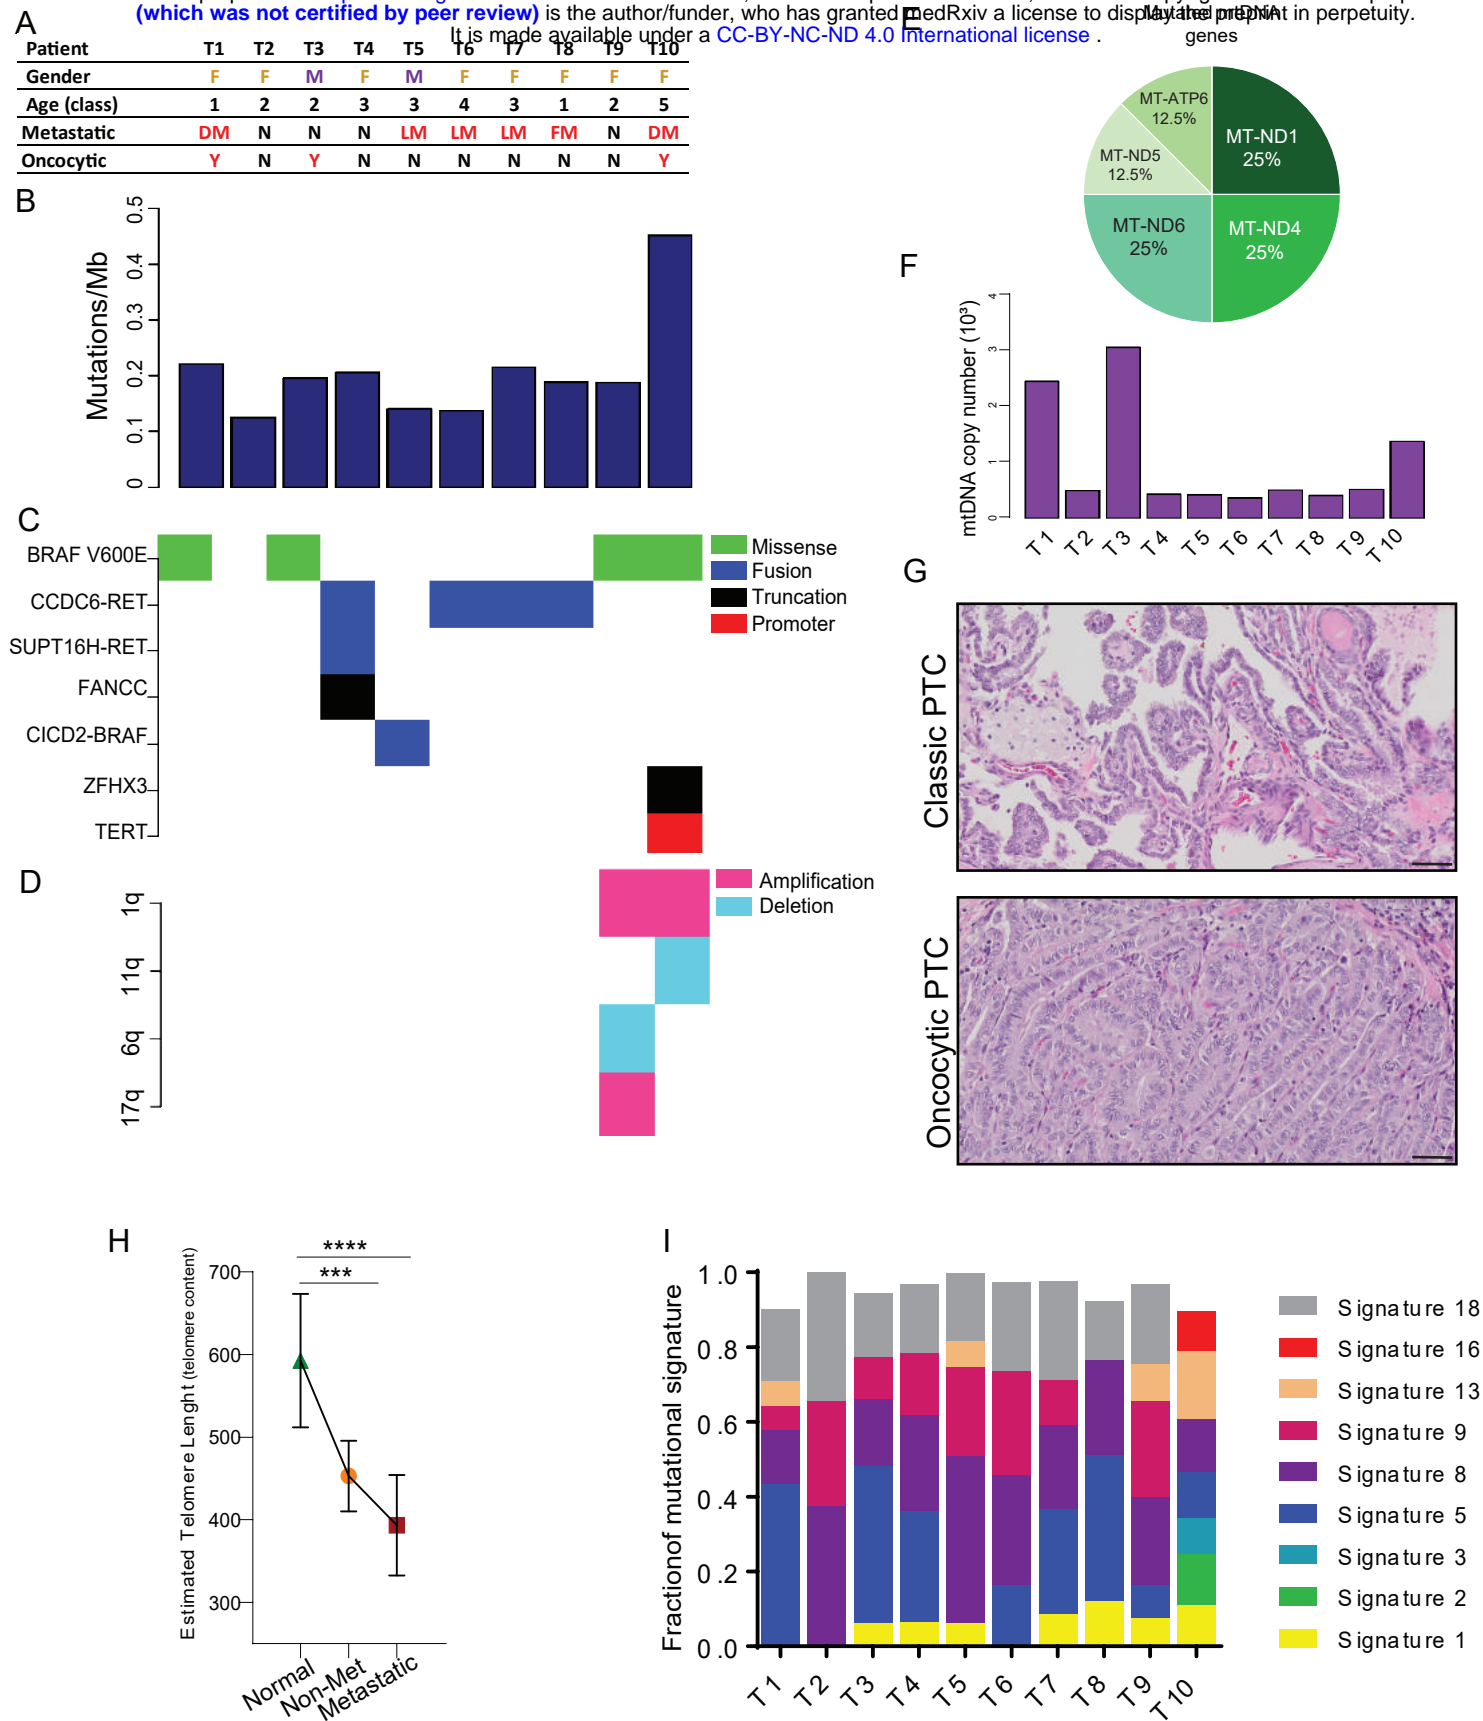 (which was not certified by peer review) is the author/funder, who has granted medRxiv a license to display the preprint in perpetuity.
It is made available under a CC-BY-NC-ND 4.0 International license .
A
Patient T1 T2 T3 T4 T5 T6 T7 T8 T9 T10
Gender F F M F M F F F F F
Age (class) 1 2 2 3 3 4 3 1 2 5
Metastatic DM N N N LM LM LM FM N DM
Oncocytic Y N Y N N N N N N Y
B
Mutations/Mb
0.5
0.4
0.3
0.2
0.1
0
C
BRAF V600E
CCDC6-RET
SUPT16H-RET
FANCC
CICD2-BRAF
ZFHX3
TERT
Missense
Fusion
Truncation
Promoter
D
1q
11q
6q
17q
Amplification
Deletion
E
Mutated mtDNA
genes
MT-ATP6
12.5%
MT-ND1
25%
MT-ND5
12.5%
MT-ND6
25%
MT-ND4
25%
F
mtDNA copy number (10³)
4
3
2
1
0
T1 T2 T3 T4 T5 T6 T7 T8 T9 T10
G
Classic PTC
Oncocytic PTC
H
Estimated Telomere Lenght (telomere content)
****
***
700
600
500
400
300
Normal
Non-Met
Metastatic
I
Fractionof mutational signature
1.0
0.8
0.6
0.4
0.2
0.0
T1 T2 T3 T4 T5 T6 T7 T8 T9 T10
Signature 18
Signature 16
Signature 13
Signature 9
Signature 8
Signature 5
Signature 3
Signature 2
Signature 1